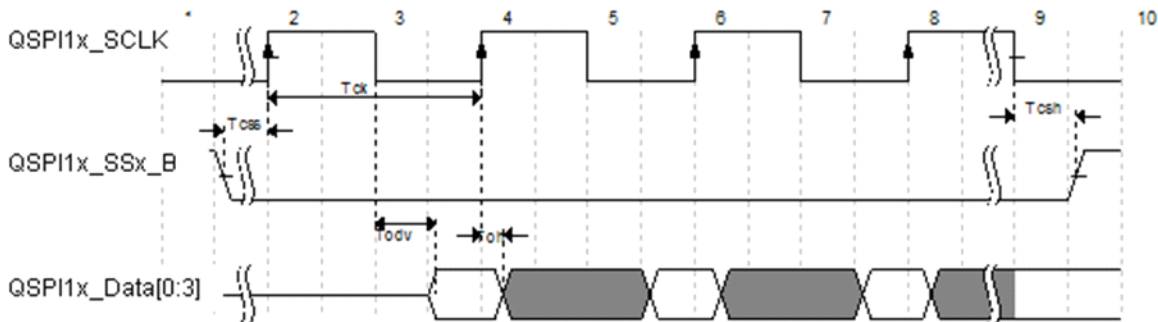 1 2 3 4 5 6 7 8 9 10
QSPI1x_SCLK
Tck
Tcss
Tcsh
QSPI1x_SSx_B
Todv
Toh
QSPI1x_Data[0:3]